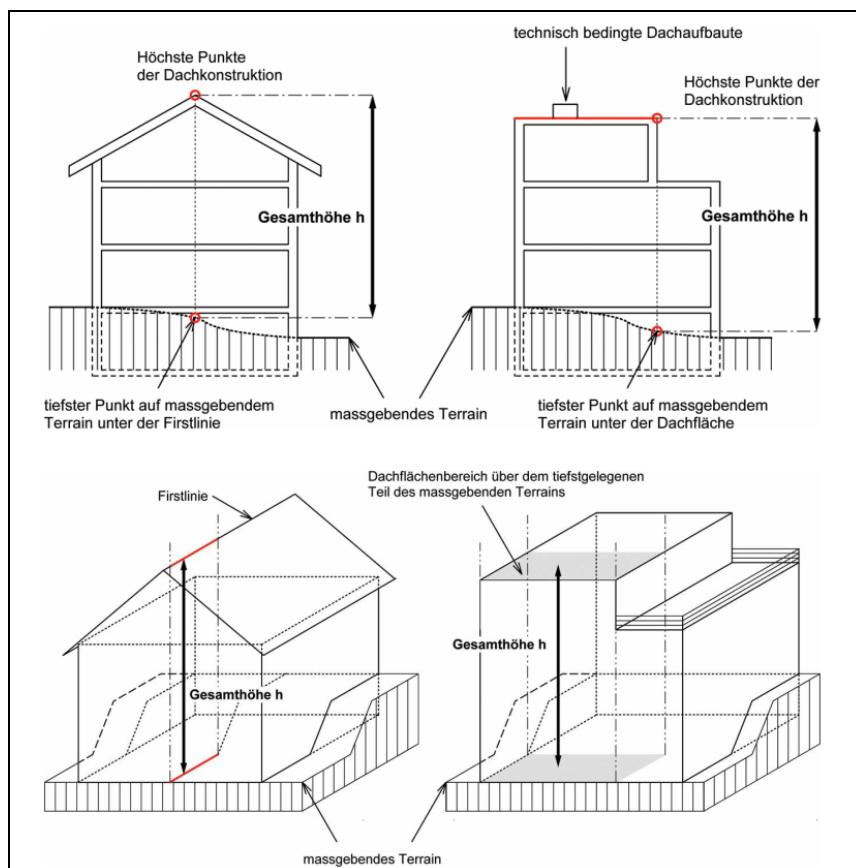 technisch bedingte Dachaufbaute
Höchste Punkte
der Dachkonstruktion
Höchste Punkte der
Dachkonstruktion
Gesamthöhe h
Gesamthöhe h
tiefster Punkt auf massgebendem
Terrain unter der Firstlinie
massgebendes Terrain
tiefster Punkt auf massgebendem
Terrain unter der Dachfläche
Dachflächenbereich über dem tiefstgelegenen
Teil des massgebenden Terrains
Firstlinie
Gesamthöhe h
Gesamthöhe h
massgebendes Terrain